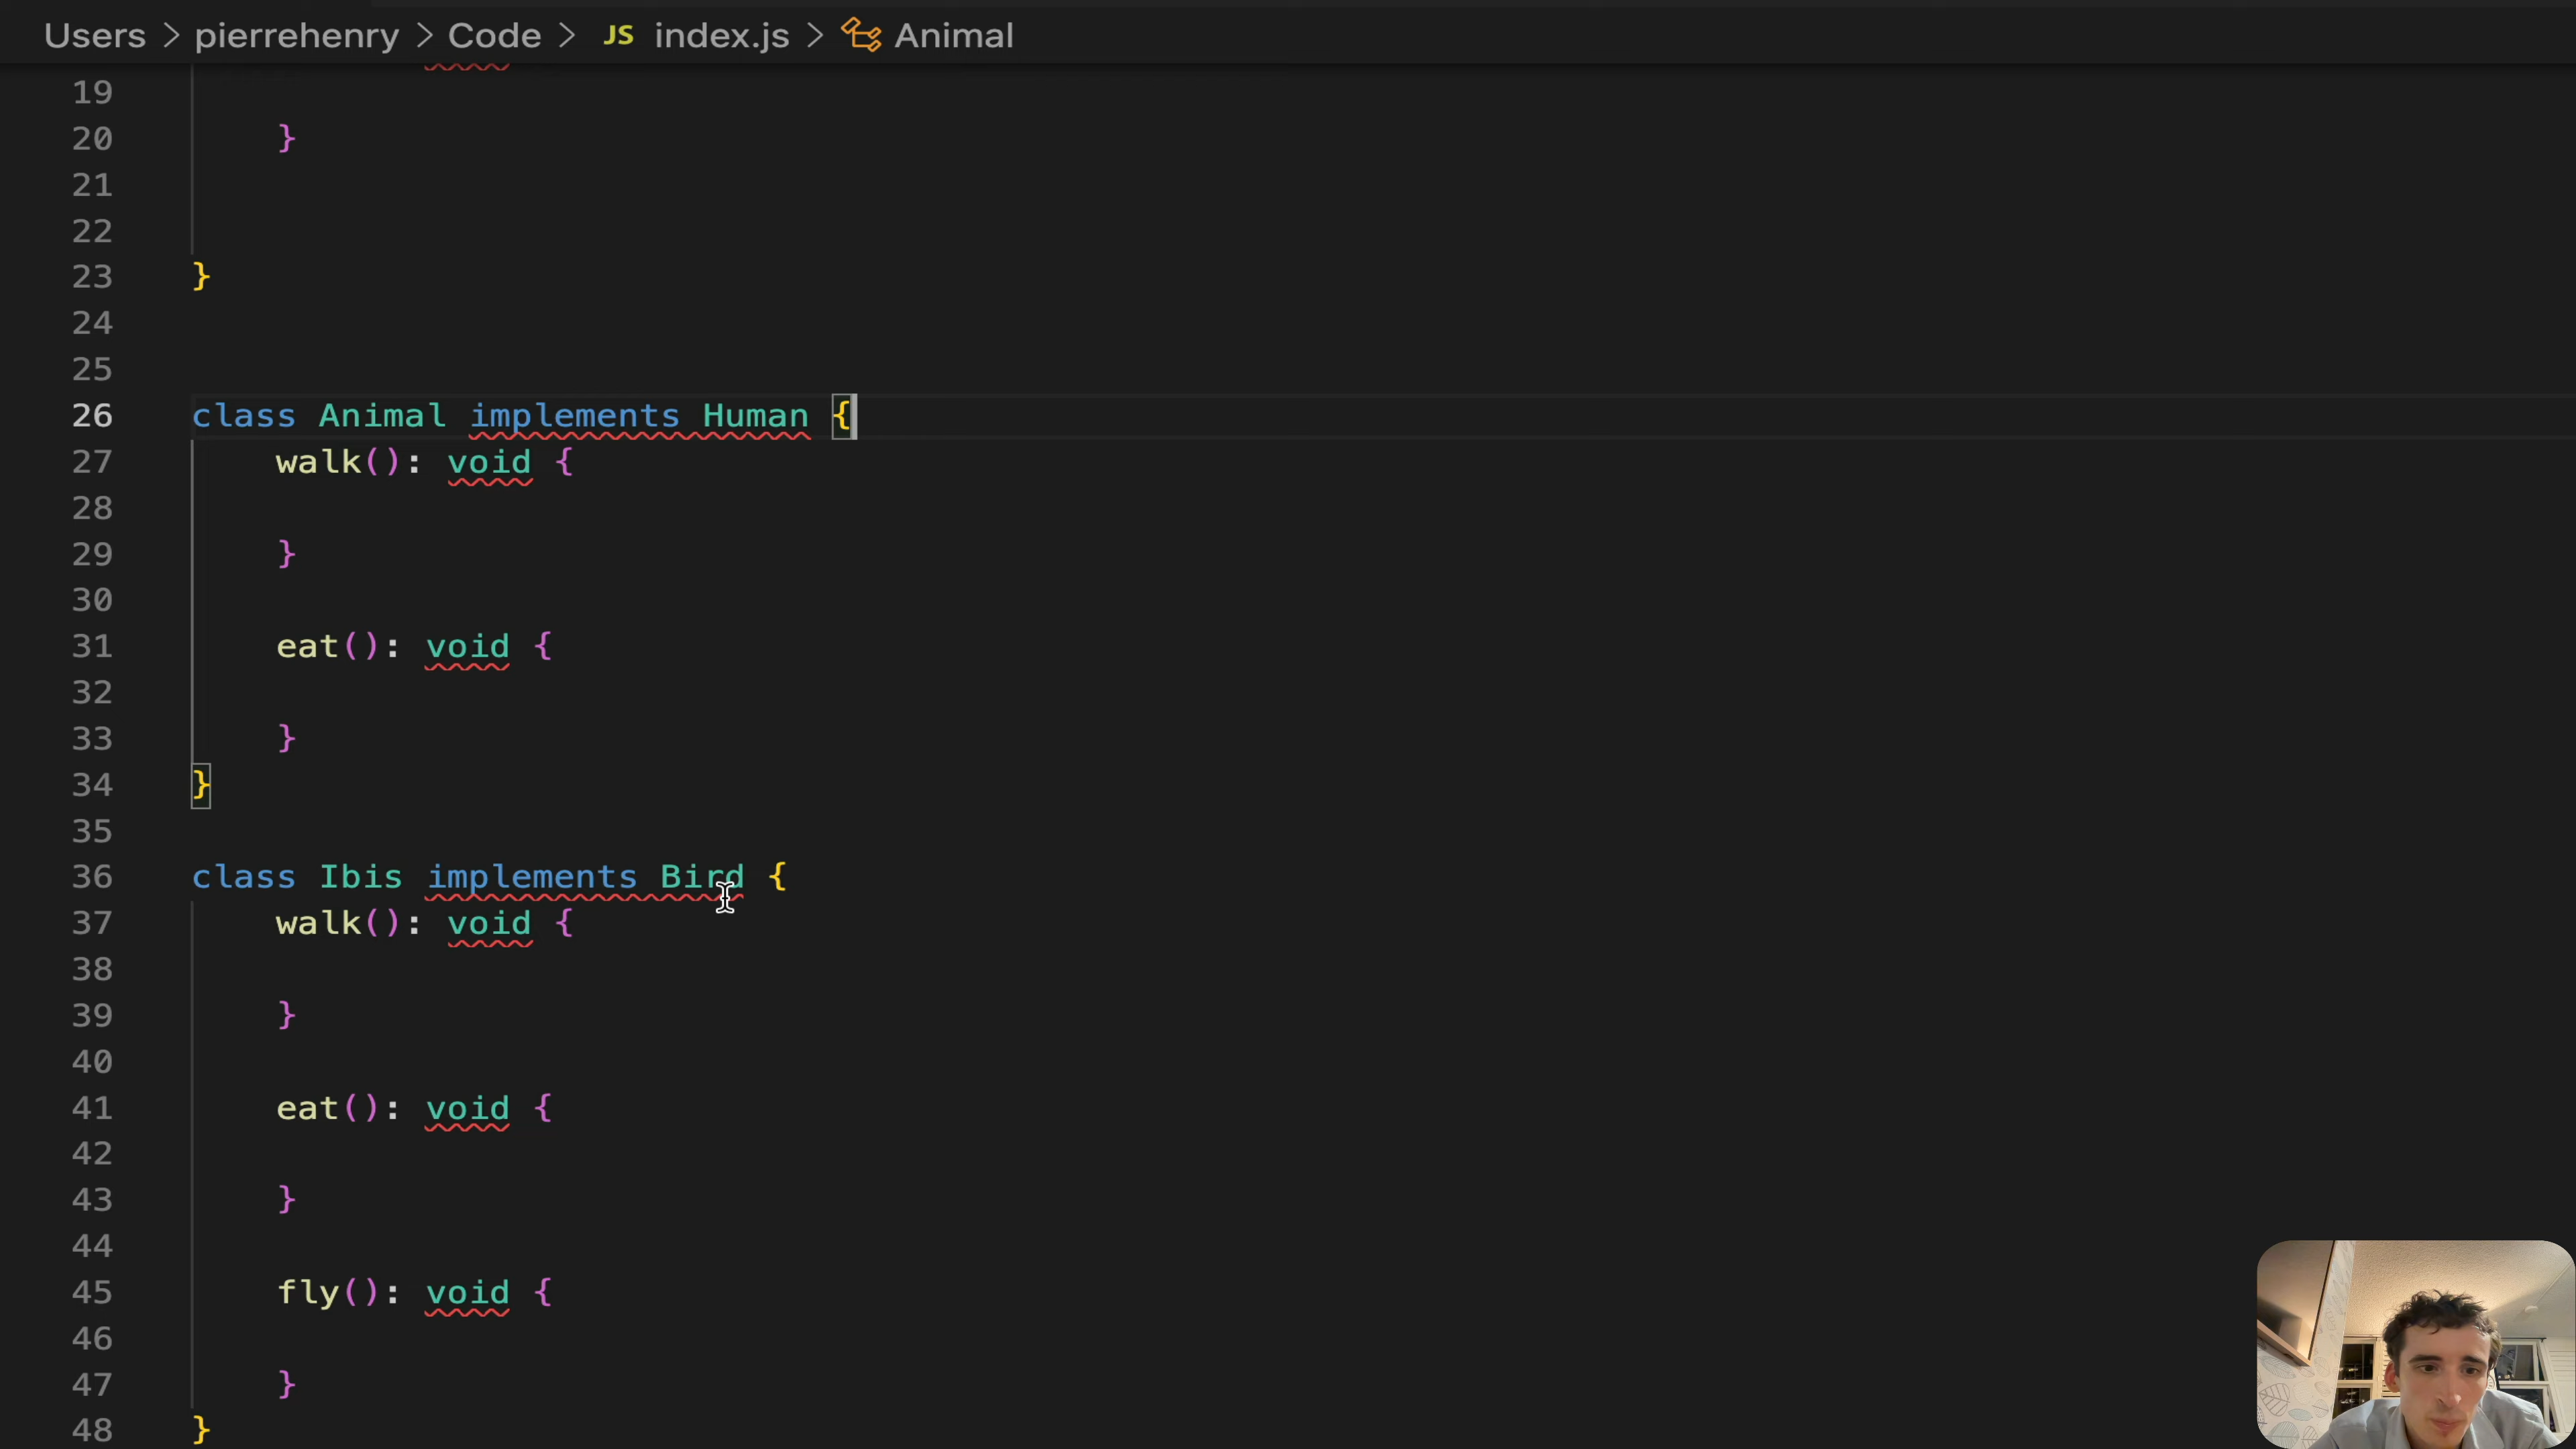 Users > pierrehenry > Code > JS index.js > Animal
19
20 }
21
22
23 }
24
25
26 class Animal implements Human {
27 walk(): void {
28
29 }
30
31 eat(): void {
32
33 }
34 }
35
36 class Ibis implements Bird {
37 walk(): void {
38
39 }
40
41 eat(): void {
42
43 }
44
45 fly(): void {
46
47 }
48 }